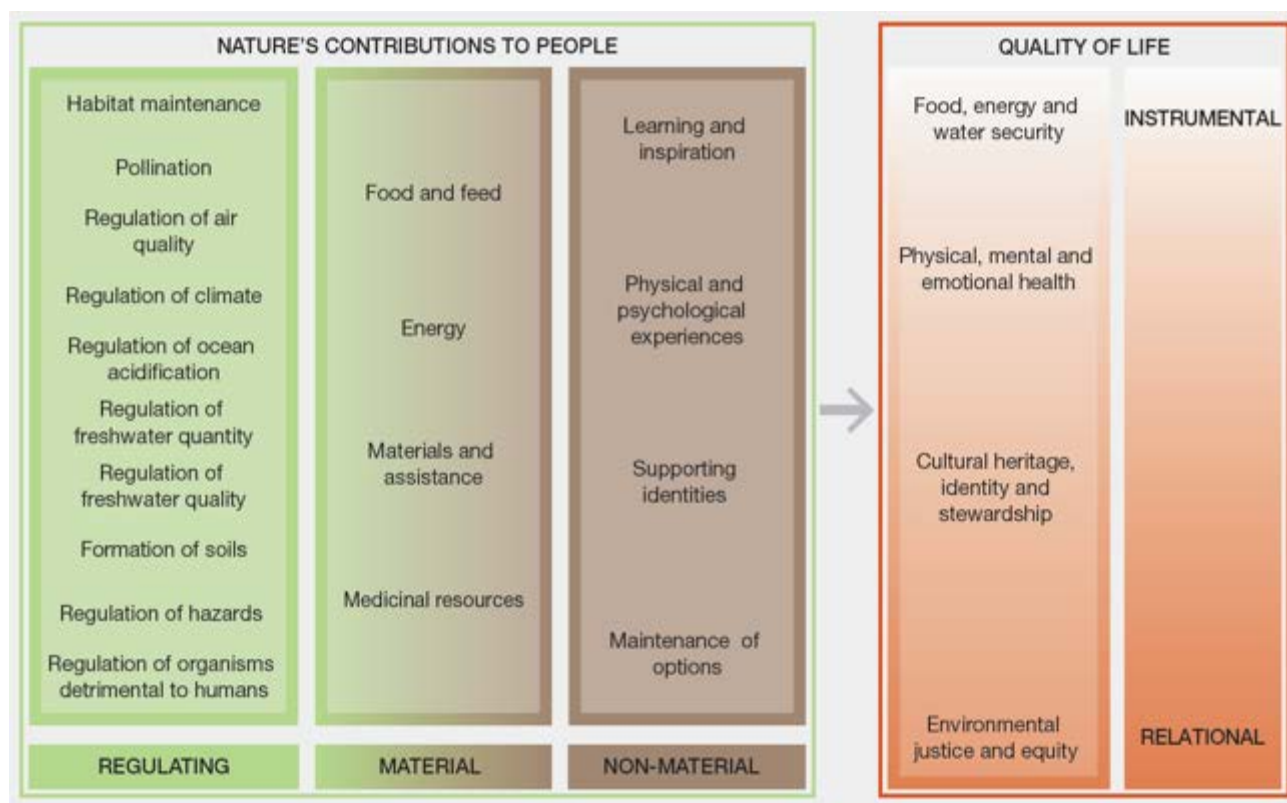 NATURE'S CONTRIBUTIONS TO PEOPLE
Habitat maintenance
Pollination
Regulation of air
quality
Regulation of climate
Regulation of ocean
acidification
Regulation of
freshwater quantity
Regulation of
freshwater quality
Formation of soils
Regulation of hazards
Regulation of organisms
detrimental to humans
REGULATING
Food and feed
Energy
Materials and
assistance
Medicinal resources
MATERIAL
Learning and
inspiration
Physical and
psychological
experiences
Supporting
identities
Maintenance of
options
NON-MATERIAL
QUALITY OF LIFE
Food, energy and
water security
Physical, mental and
emotional health
Cultural heritage,
identity and
stewardship
Environmental
justice and equity
INSTRUMENTAL
RELATIONAL